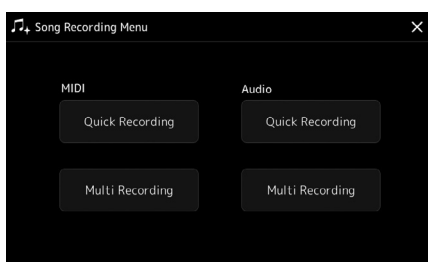 Song Recording Menu
MIDI
Audio
Quick Recording
Quick Recording
Multi Recording
Multi Recording